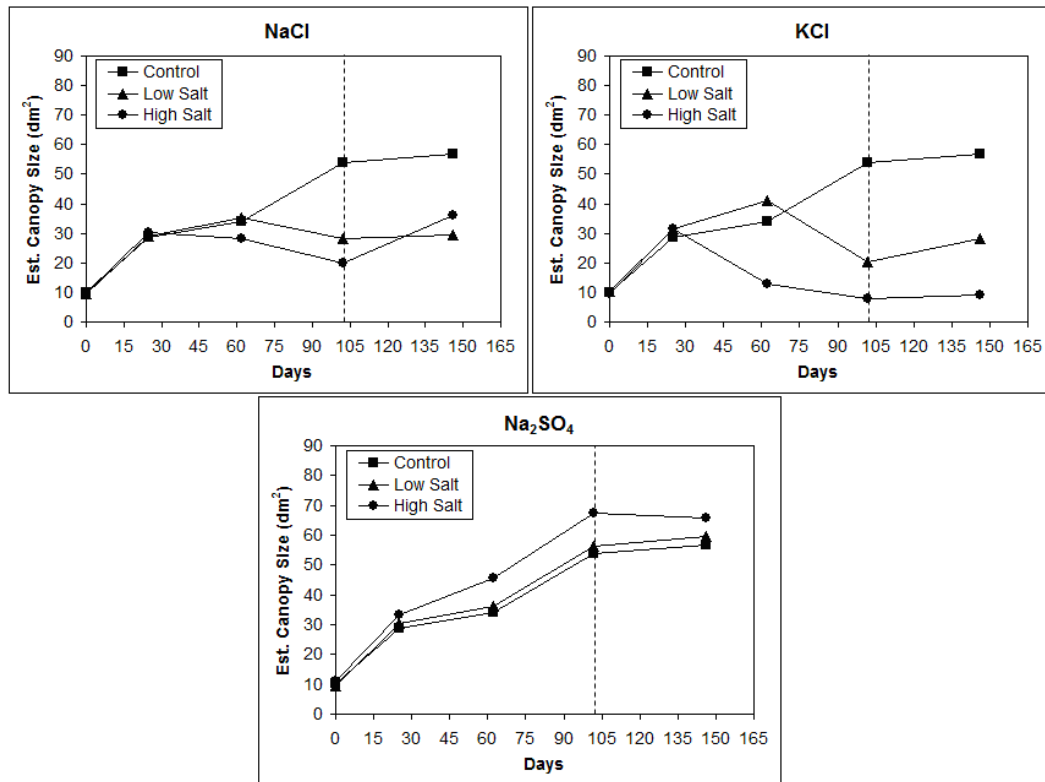 NaCl
Est. Canopy Size (dm²)
90
80
70
60
50
40
30
20
10
0
Control
Low Salt
High Salt
0 15 30 45 60 75 90 105 120 135 150 165
Days
KCl
Est. Canopy Size (dm²)
90
80
70
60
50
40
30
20
10
0
Control
Low Salt
High Salt
0 15 30 45 60 75 90 105 120 135 150 165
Days
Na₂SO₄
Est. Canopy Size (dm²)
90
80
70
60
50
40
30
20
10
0
Control
Low Salt
High Salt
0 15 30 45 60 75 90 105 120 135 150 165
Days